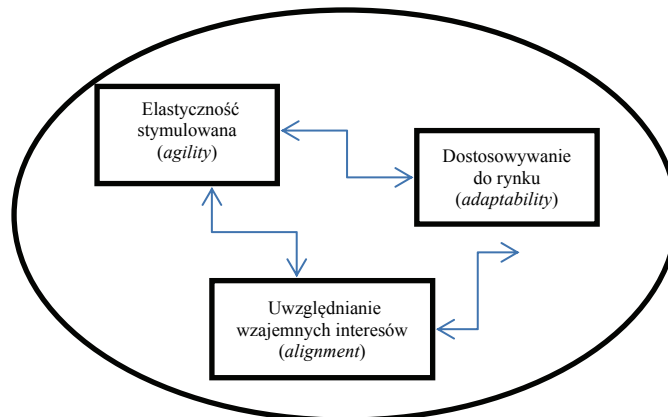 Elastyczność
stymulowana
(agility)
Dostosowywanie
do rynku
(adaptability)
Uwzględnianie
wzajemnych interesów
(alignment)